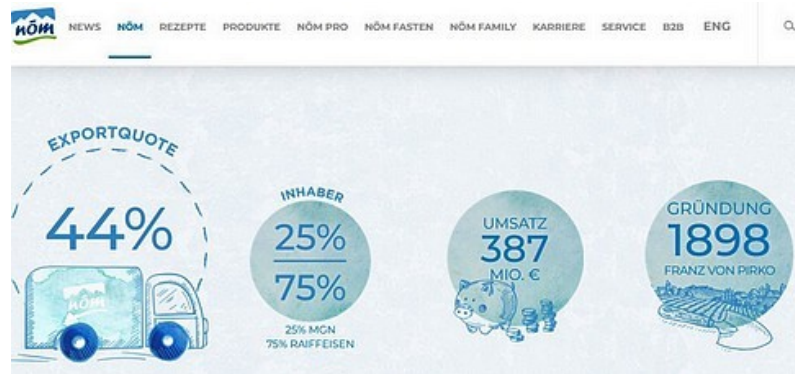 nöm
NEWS NÖM REZEPTE PRODUKTE NÖM PRO NÖM FASTEN NÖM FAMILY KARRIERE SERVICE B2B ENG
EXPORTQUOTE
44%
nöm
INHABER
25%
75%
25% MGN
75% RAIFFEISEN
UMSATZ
387
MIO. €
GRÜNDUNG
1898
FRANZ VON PIRKO